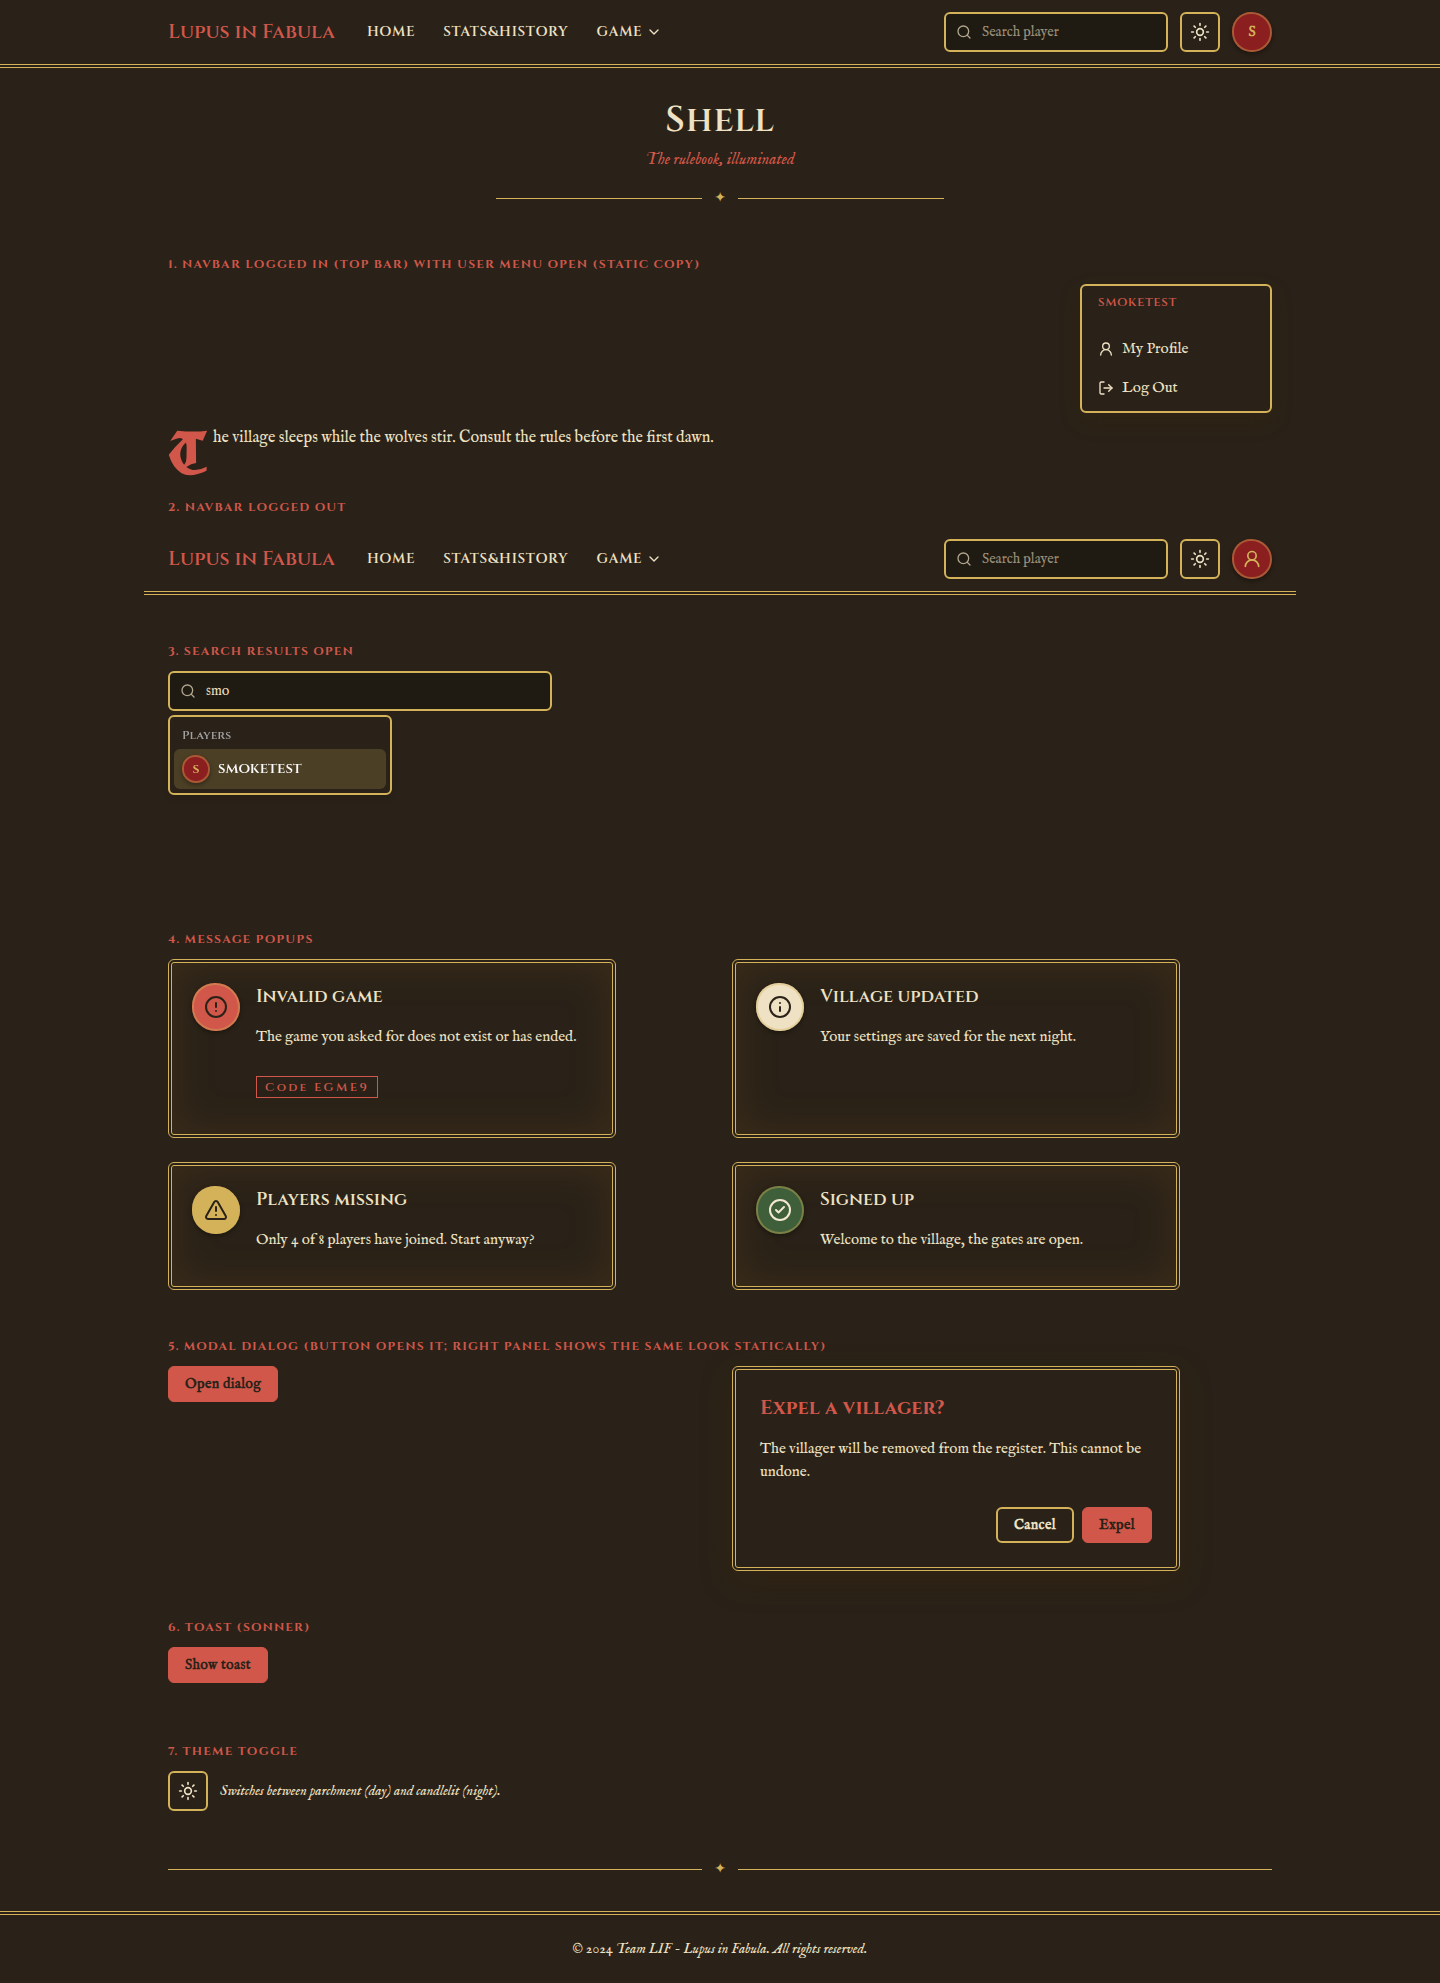 Lupus in Fabula HOME STATS&HISTORY GAME Search player S
Shell
The rulebook, illuminated
1. NAVBAR LOGGED IN (TOP BAR) WITH USER MENU OPEN (STATIC COPY)
SMOKETEST
My Profile
Log Out
The village sleeps while the wolves stir. Consult the rules before the first dawn.
2. NAVBAR LOGGED OUT
Lupus in Fabula HOME STATS&HISTORY GAME Search player
3. SEARCH RESULTS OPEN
smo
Players
S SMOKETEST
4. MESSAGE POPUPS
Invalid game
The game you asked for does not exist or has ended.
Code EGME9
Village updated
Your settings are saved for the next night.
Players missing
Only 4 of 8 players have joined. Start anyway?
Signed up
Welcome to the village, the gates are open.
5. MODAL DIALOG (BUTTON OPENS IT; RIGHT PANEL SHOWS THE SAME LOOK STATICALLY)
Open dialog
Expel a villager?
The villager will be removed from the register. This cannot be
undone.
Cancel Expel
6. TOAST (SONNER)
Show toast
7. THEME TOGGLE
Switches between parchment (day) and candlelit (night).
© 2024 Team LIF - Lupus in Fabula. All rights reserved.